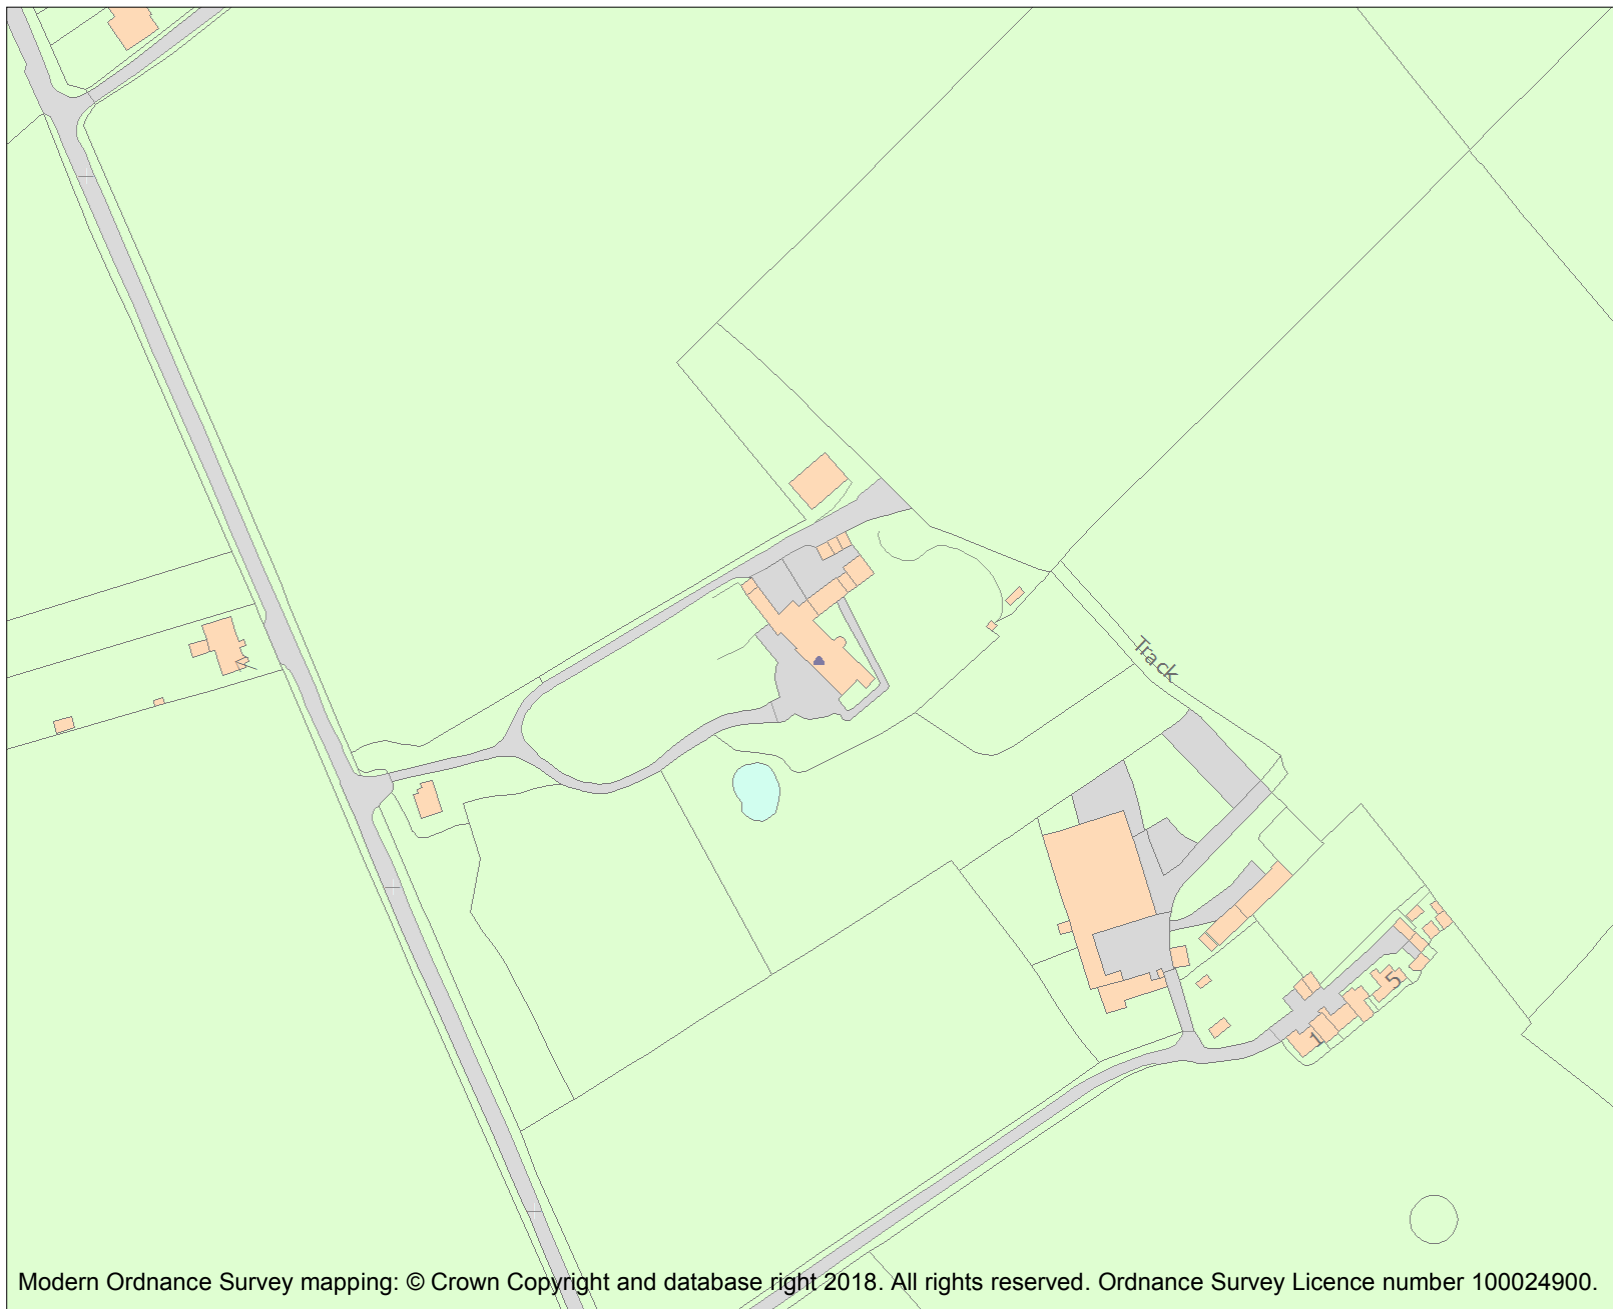 Track
5
1
Modern Ordnance Survey mapping: © Crown Copyright and database right 2018. All rights reserved. Ordnance Survey Licence number 100024900.